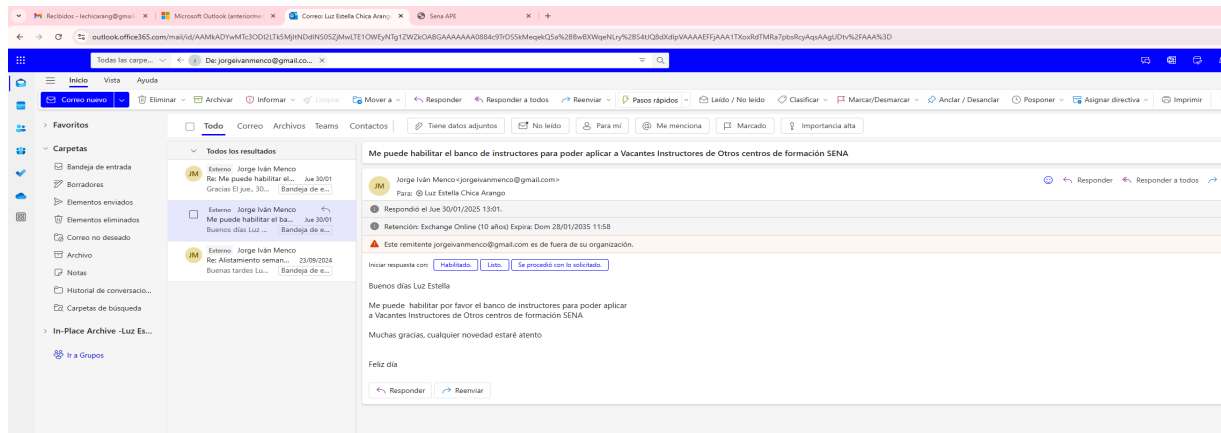 Recibidos - lechicarang@gmail.
Microsoft Outlook (anteriormen
Correo: Luz Estella Chica Arang
Sena APE
outlook.office365.com/mail/id/
Todas las carpe...
De: jorgeivanmenco@gmail.co...
Inicio Vista Ayuda
Correo nuevo Eliminar Archivar Informar Limpiar Mover a Responder Responder a todos Reenviar Pasos rápidos Leído / No leído Clasificar Marcar/Desmarcar Anclar / Desanclar Posponer Asignar directiva Imprimir
Favoritos
Carpetas
Bandeja de entrada
Borradores
Elementos enviados
Elementos eliminados
Correo no deseado
Archivo
Notas
Historial de conversacio...
Carpetas de búsqueda
In-Place Archive -Luz Es...
Ir a Grupos
Todo Correo Archivos Teams Contactos Tiene datos adjuntos No leído Para mí Me menciona Marcado Importancia alta
Todos los resultados
JM
Externo Jorge Iván Menco
Re: Me puede habilitar el... Jue 30/01
Gracias El jue., 30... Bandeja de e...
Externo Jorge Iván Menco
Me puede habilitar el ba... Jue 30/01
Buenos días Luz ... Bandeja de e...
JM
Externo Jorge Iván Menco
Re: Alistamiento seman... 23/09/2024
Buenas tardes Lu... Bandeja de e...
Me puede habilitar el banco de instructores para poder aplicar a Vacantes Instructores de Otros centros de formación SENA
JM
Jorge Iván Menco<jorgeivanmenco@gmail.com>
Para: Luz Estella Chica Arango
Responder Responder a todos
Respondió el Jue 30/01/2025 13:01.
Retención: Exchange Online (10 años) Expira: Dom 28/01/2035 11:58
Este remitente jorgeivanmenco@gmail.com es de fuera de su organización.
Iniciar respuesta con: Habilitado. Listo. Se procedió con lo solicitado.
Buenos días Luz Estella
Me puede habilitar por favor el banco de instructores para poder aplicar
a Vacantes Instructores de Otros centros de formación SENA
Muchas gracias, cualquier novedad estaré atento
Feliz día
Responder Reenviar